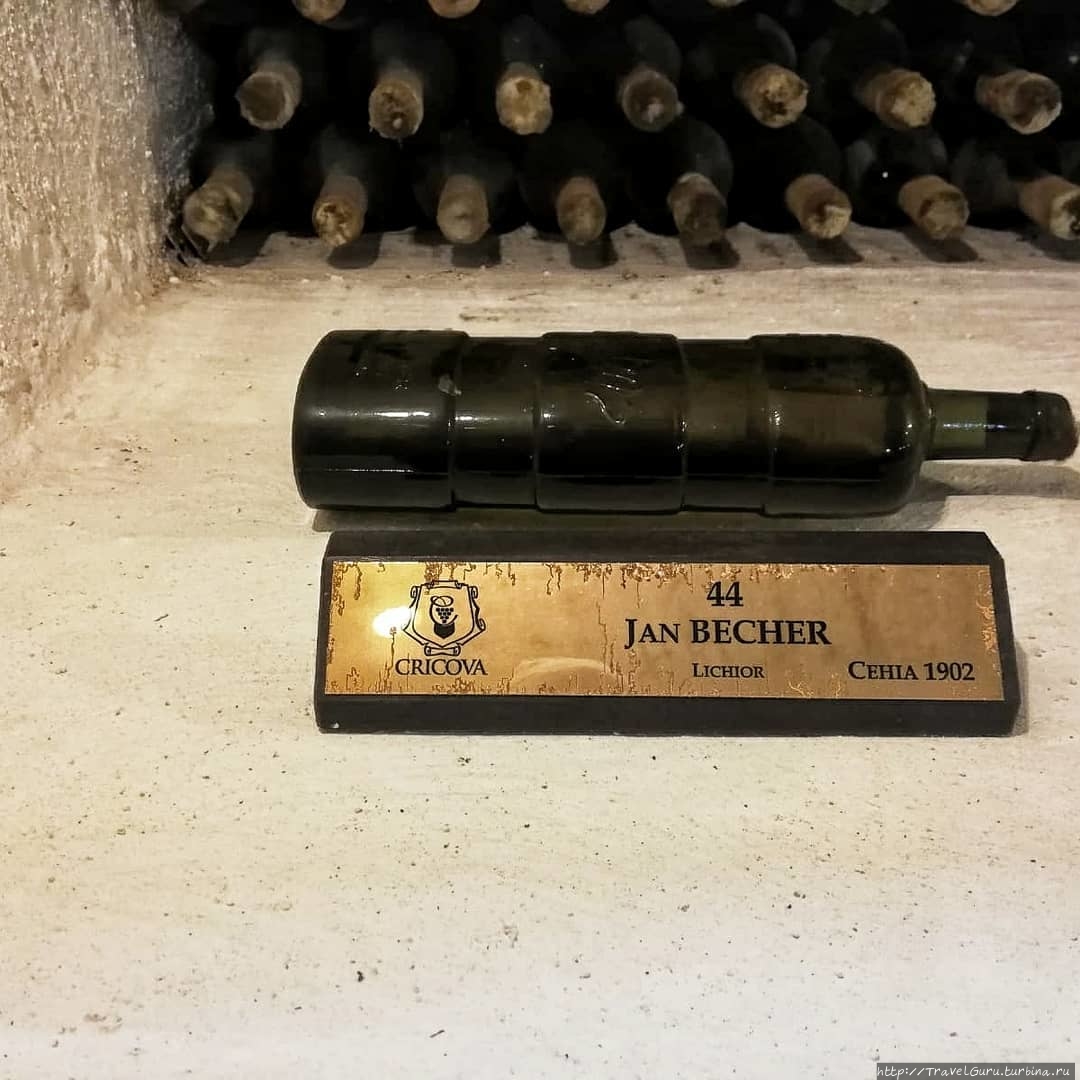 44
Jan BECHER
CRICOVA
Lichior
Cehia 1902
http://TravelGuru.turbina.ru